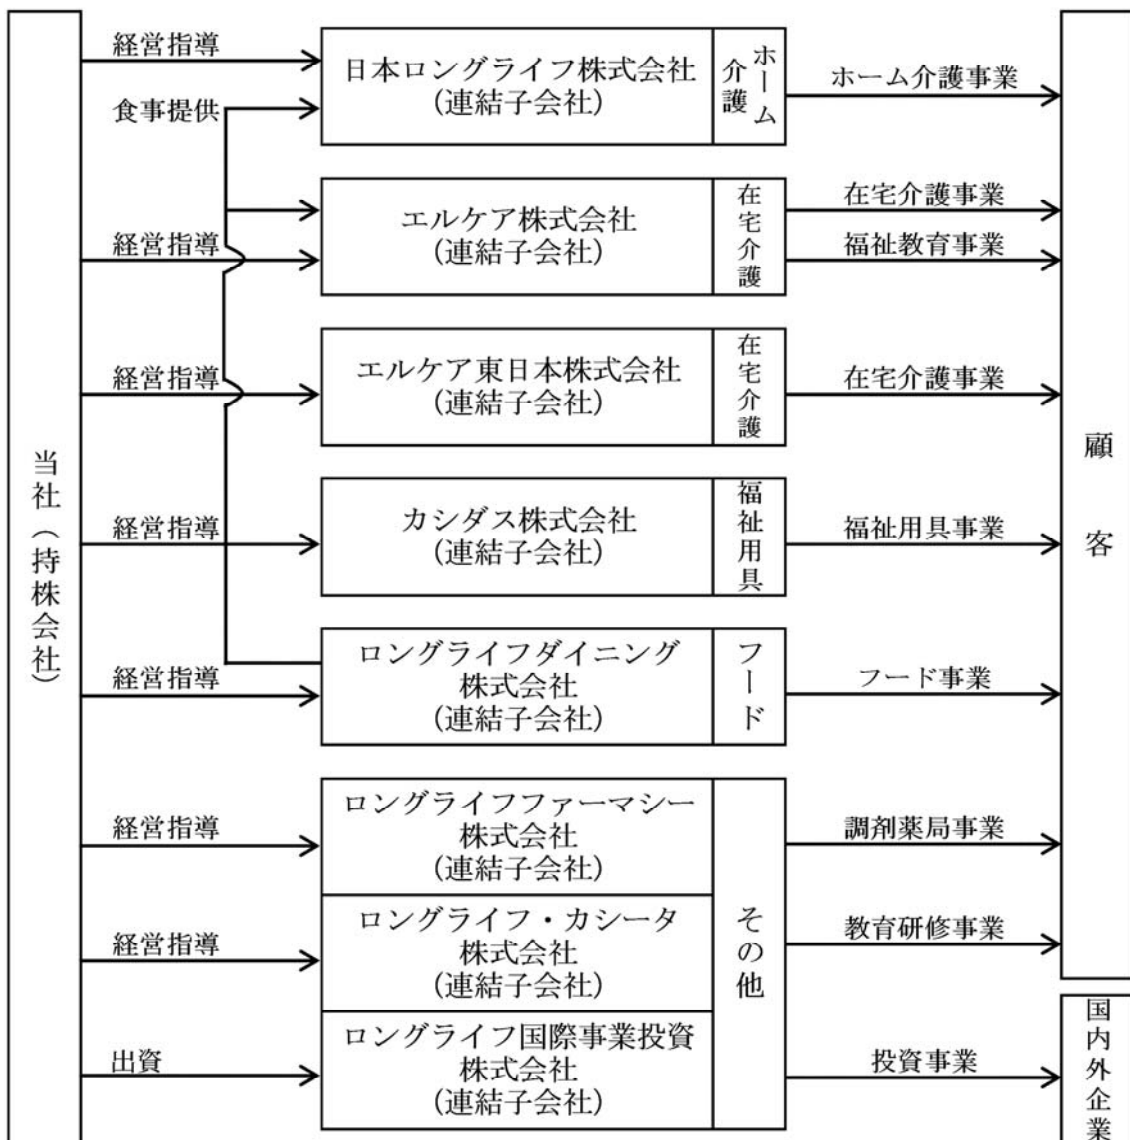 当社（持株会社）
経営指導
食事提供
日本ロングライフ株式会社
（連結子会社）
ホーム
介護
ホーム介護事業
経営指導
エルケア株式会社
（連結子会社）
在宅介護
在宅介護事業
福祉教育事業
経営指導
エルケア東日本株式会社
（連結子会社）
在宅介護
在宅介護事業
経営指導
カシダス株式会社
（連結子会社）
福祉用具
福祉用具事業
経営指導
ロングライフダイニング
株式会社
（連結子会社）
フード
フード事業
経営指導
ロングライフファーマシー
株式会社
（連結子会社）
調剤薬局事業
経営指導
ロングライフ・カシータ
株式会社
（連結子会社）
その他
教育研修事業
出資
ロングライフ国際事業投資
株式会社
（連結子会社）
投資事業
顧客
国内外企業